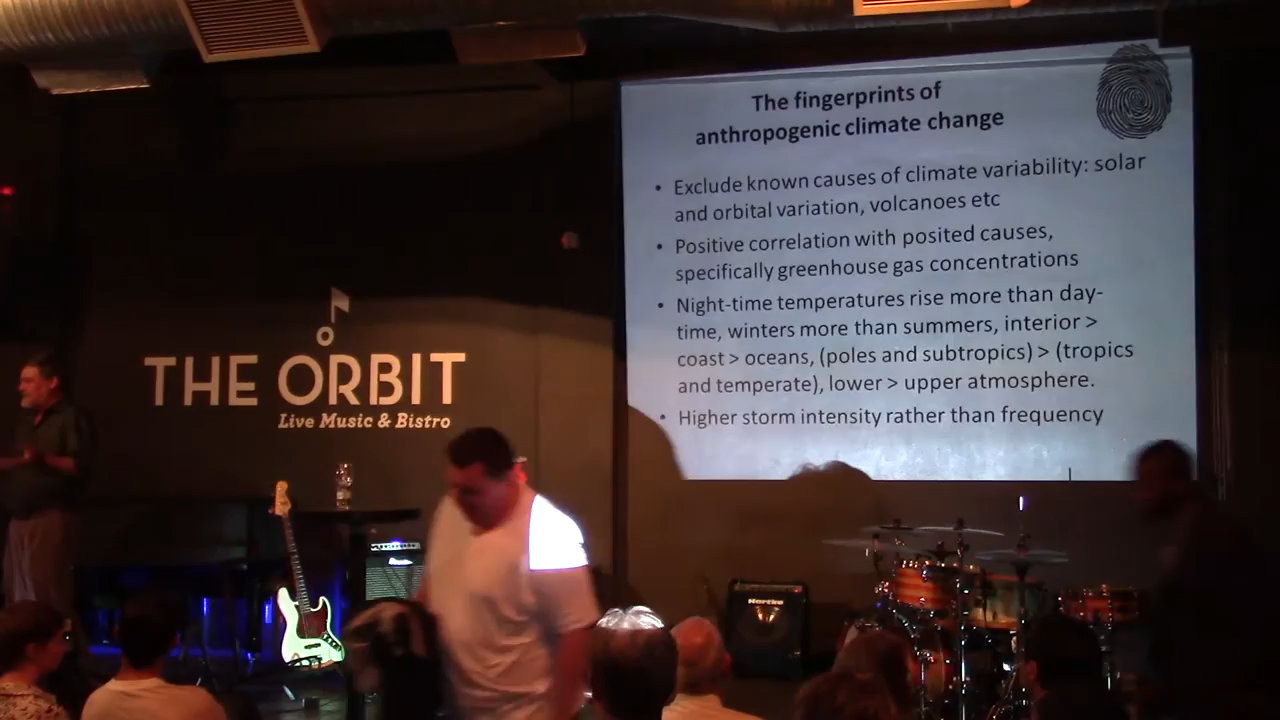 The fingerprints of
anthropogenic climate change
• Exclude known causes of climate variability: solar
and orbital variation, volcanoes etc
• Positive correlation with posited causes,
specifically greenhouse gas concentrations
• Night-time temperatures rise more than day-
time, winters more than summers, interior >
coast > oceans, (poles and subtropics) > (tropics
and temperate), lower > upper atmosphere.
• Higher storm intensity rather than frequency
THE ORBIT
Live Music & Bistro
Hartke